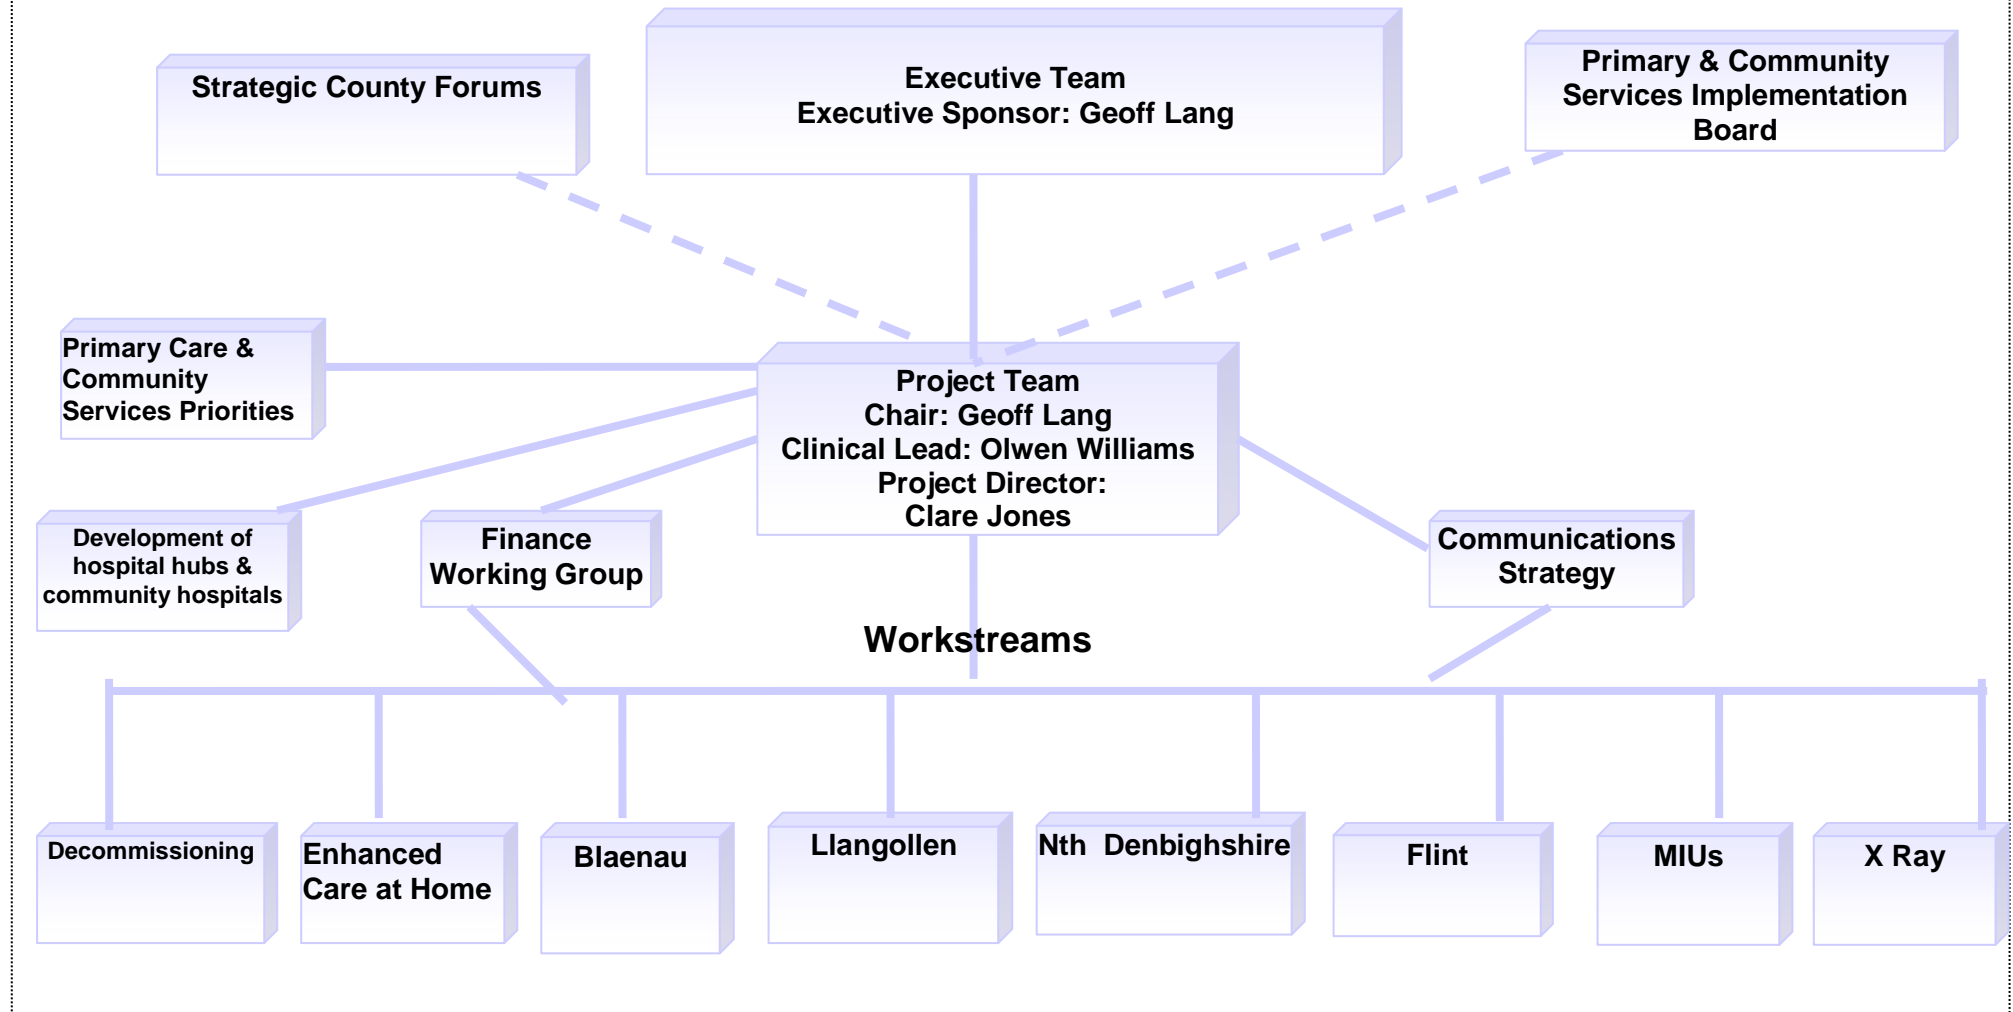 Strategic County Forums
Executive Team
Executive Sponsor: Geoff Lang
Primary & Community
Services Implementation
Board
Primary Care &
Community
Services Priorities
Project Team
Chair: Geoff Lang
Clinical Lead: Olwen Williams
Project Director:
Clare Jones
Development of
hospital hubs &
community hospitals
Finance
Working Group
Communications
Strategy
Workstreams
Decommissioning
Enhanced
Care at Home
Blaenau
Llangollen
Nth Denbighshire
Flint
MIUs
X Ray